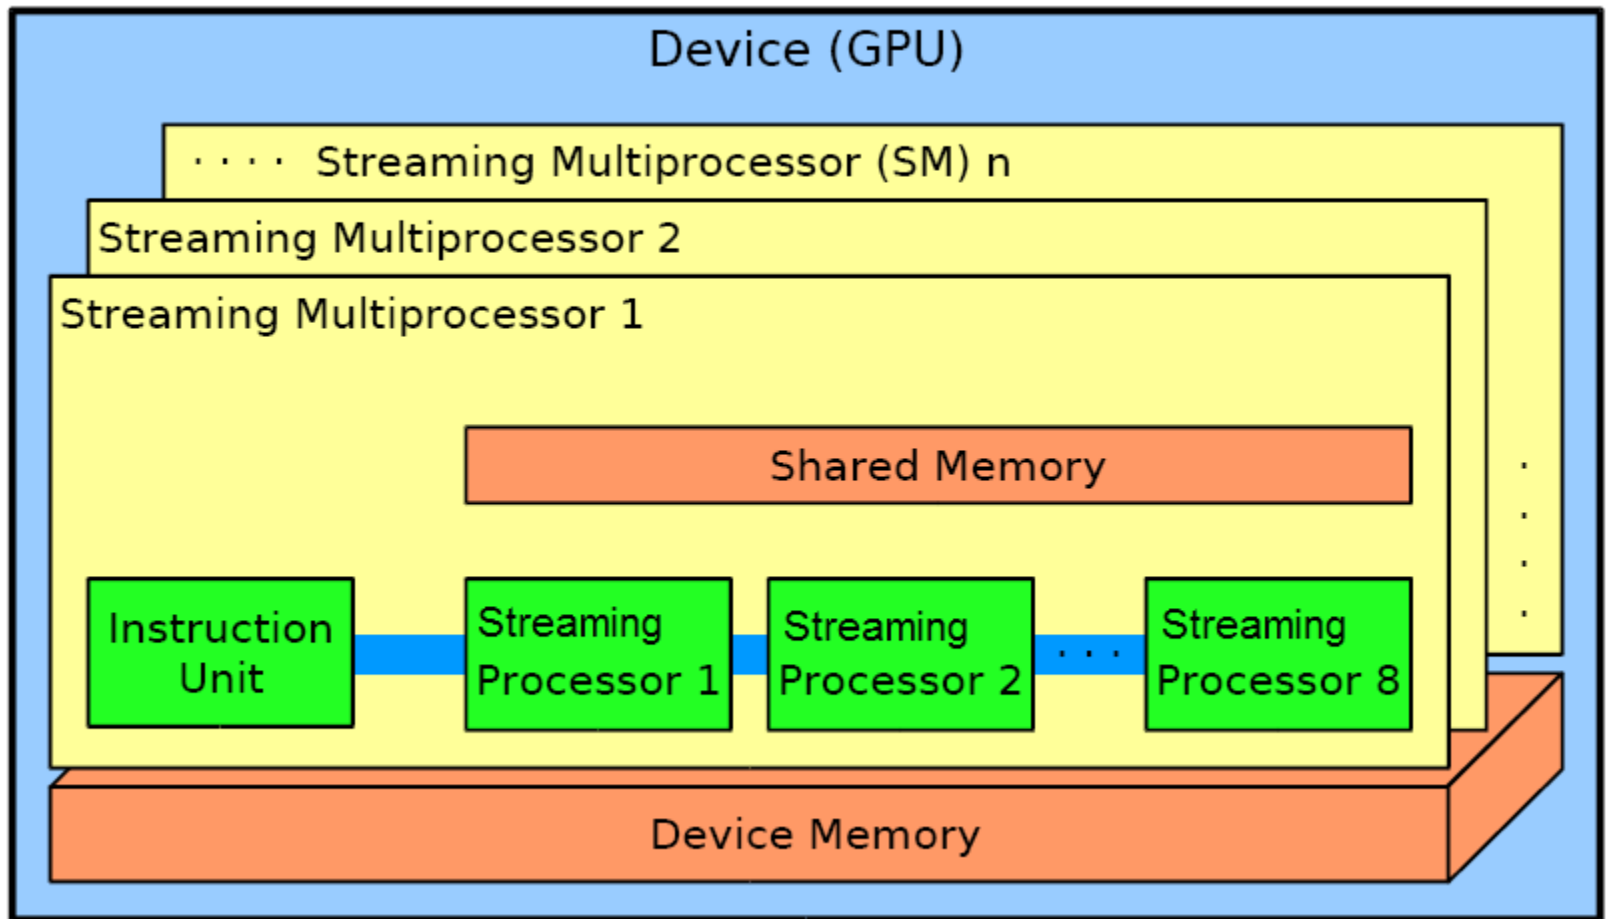 Device (GPU)
· · · · Streaming Multiprocessor (SM) n
Streaming Multiprocessor 2
Streaming Multiprocessor 1
Shared Memory
Instruction
Unit
Streaming
Processor 1
Streaming
Processor 2
· · ·
Streaming
Processor 8
Device Memory